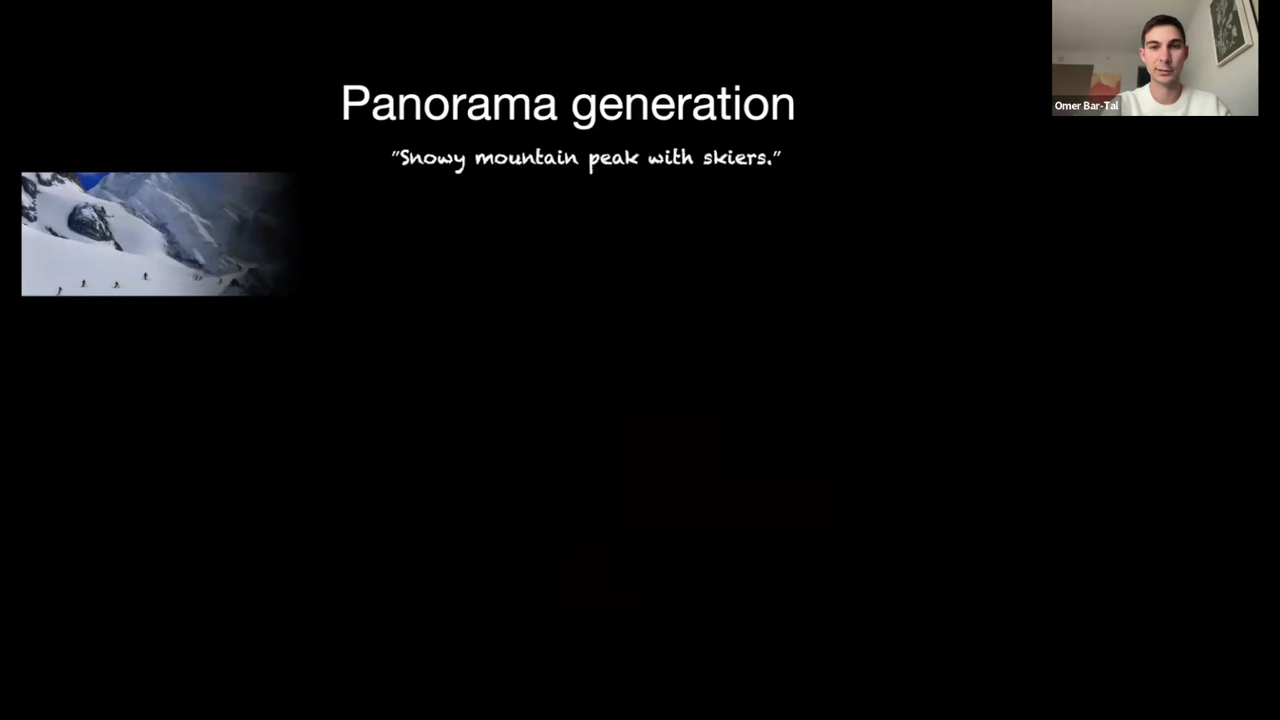 Panorama generation
"Snowy mountain peak with skiers."
Omer Bar-Tal